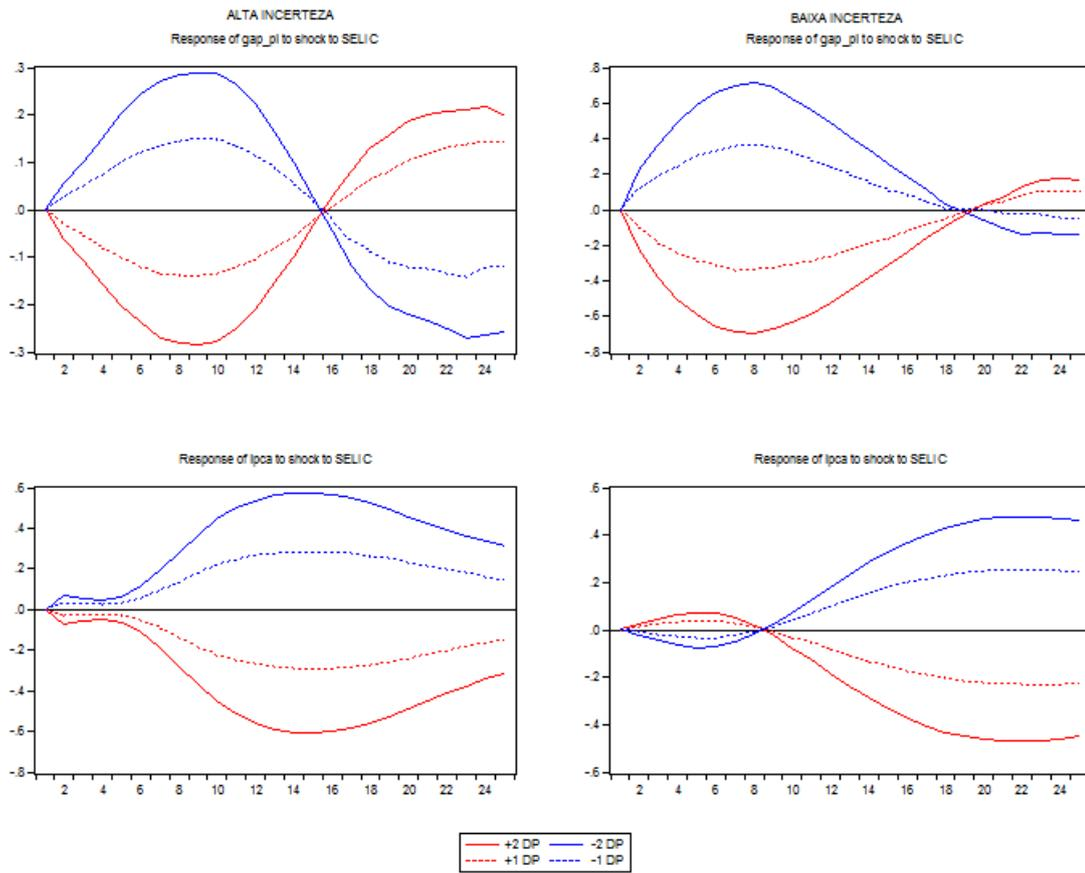 ALTA INCERTEZA
Response of gap_pl to shock to SELIC
.3
.2
.1
.0
-.1
-.2
-.3
2 4 6 8 10 12 14 16 18 20 22 24
BAIXA INCERTEZA
Response of gap_pl to shock to SELIC
.8
.6
.4
.2
.0
-.2
-.4
-.6
-.8
2 4 6 8 10 12 14 16 18 20 22 24
Response of ipca to shock to SELIC
.6
.4
.2
.0
-.2
-.4
-.6
-.8
2 4 6 8 10 12 14 16 18 20 22 24
Response of ipca to shock to SELIC
.6
.4
.2
.0
-.2
-.4
-.6
2 4 6 8 10 12 14 16 18 20 22 24
+2 DP -2 DP
+1 DP -1 DP